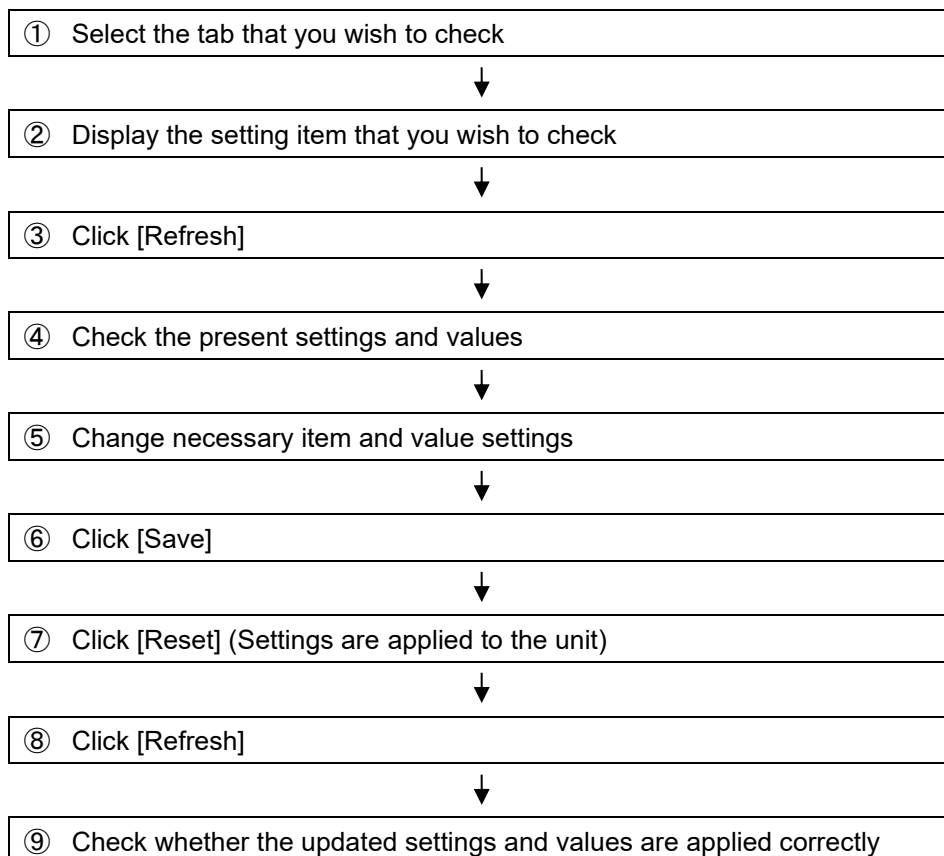 ① Select the tab that you wish to check
② Display the setting item that you wish to check
③ Click [Refresh]
④ Check the present settings and values
⑤ Change necessary item and value settings
⑥ Click [Save]
⑦ Click [Reset] (Settings are applied to the unit)
⑧ Click [Refresh]
⑨ Check whether the updated settings and values are applied correctly